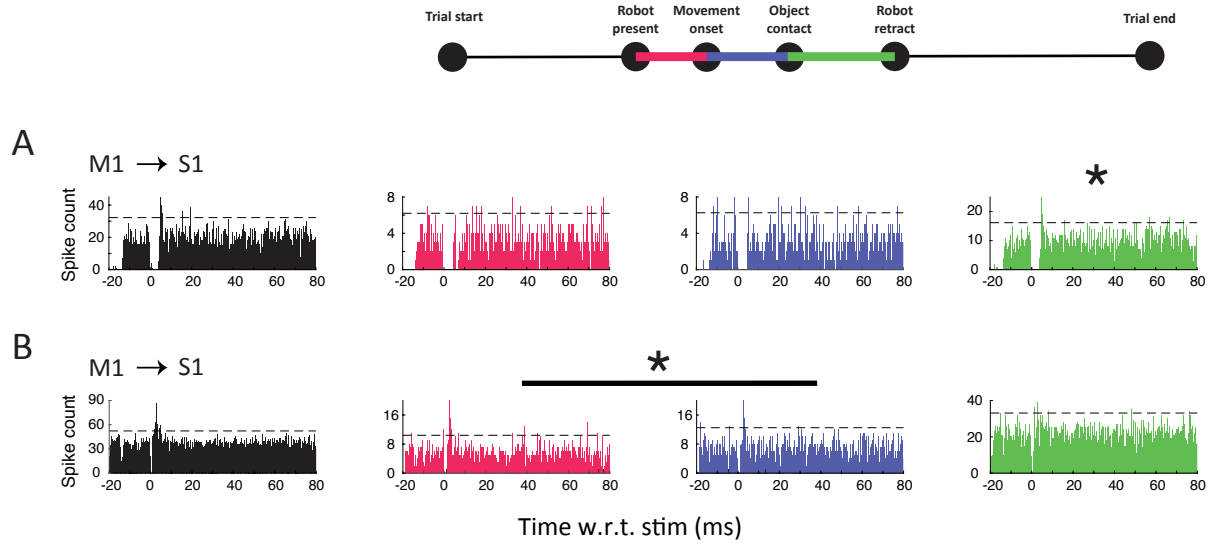 Trial start
Robot present
Movement onset
Object contact
Robot retract
Trial end
A
M1 → S1
*
Spike count
40
20
0
8
4
0
8
4
0
20
10
0
-20 0 20 40 60 80
-20 0 20 40 60 80
-20 0 20 40 60 80
-20 0 20 40 60 80
B
M1 → S1
*
Spike count
90
60
30
0
16
8
0
16
8
0
40
20
0
-20 0 20 40 60 80
-20 0 20 40 60 80
-20 0 20 40 60 80
-20 0 20 40 60 80
Time w.r.t. stim (ms)